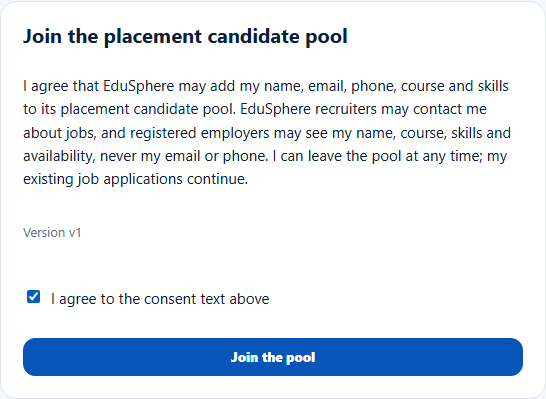 Join the placement candidate pool
I agree that EduSphere may add my name, email, phone, course and skills
to its placement candidate pool. EduSphere recruiters may contact me
about jobs, and registered employers may see my name, course, skills and
availability, never my email or phone. I can leave the pool at any time; my
existing job applications continue.
Version v1
I agree to the consent text above
Join the pool